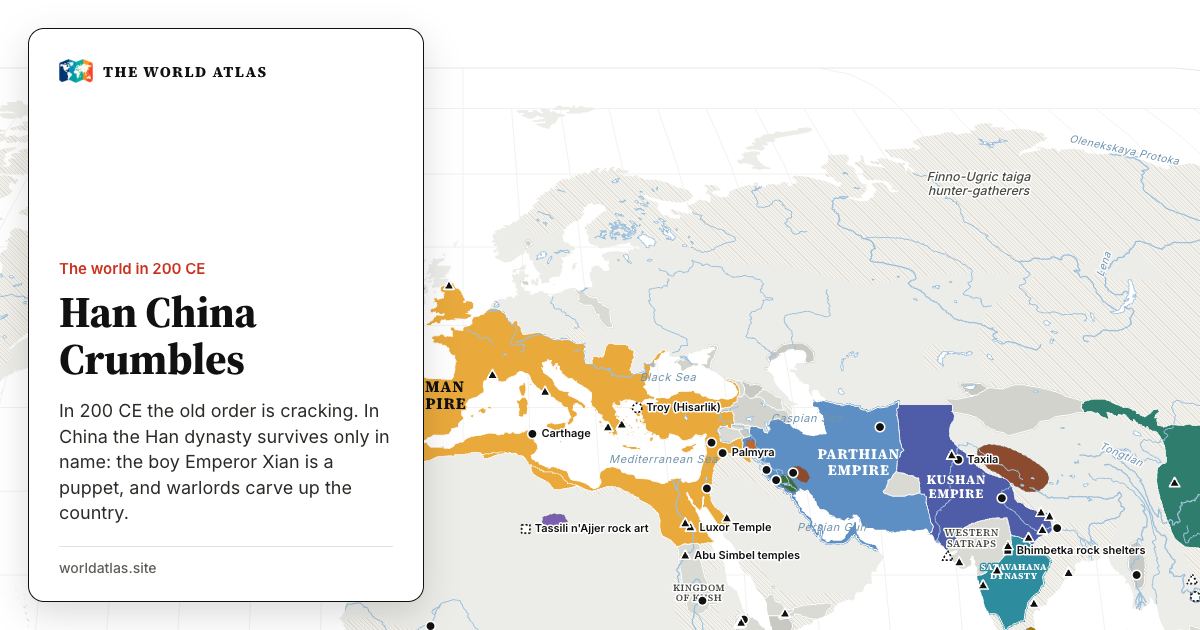 THE WORLD ATLAS
The world in 200 CE
Han China
Crumbles
In 200 CE the old order is cracking. In
China the Han dynasty survives only in
name: the boy Emperor Xian is a
puppet, and warlords carve up the
country.
worldatlas.site
Olenekskaya Protoka
Finno-Ugric taiga
hunter-gatherers
Lena
Black Sea
MAN
PIRE
Troy (Hisarlik)
Caspian
Carthage
Mediterranean Sea
Palmyra
PARTHIAN
EMPIRE
Taxila
Tongtian
KUSHAN
EMPIRE
Tassili n'Ajjer rock art
Luxor Temple
Persian Gulf
WESTERN
SATRAPS
Abu Simbel temples
Bhimbetka rock shelters
SATAVAHANA
DYNASTY
KINGDOM
OF KUSH